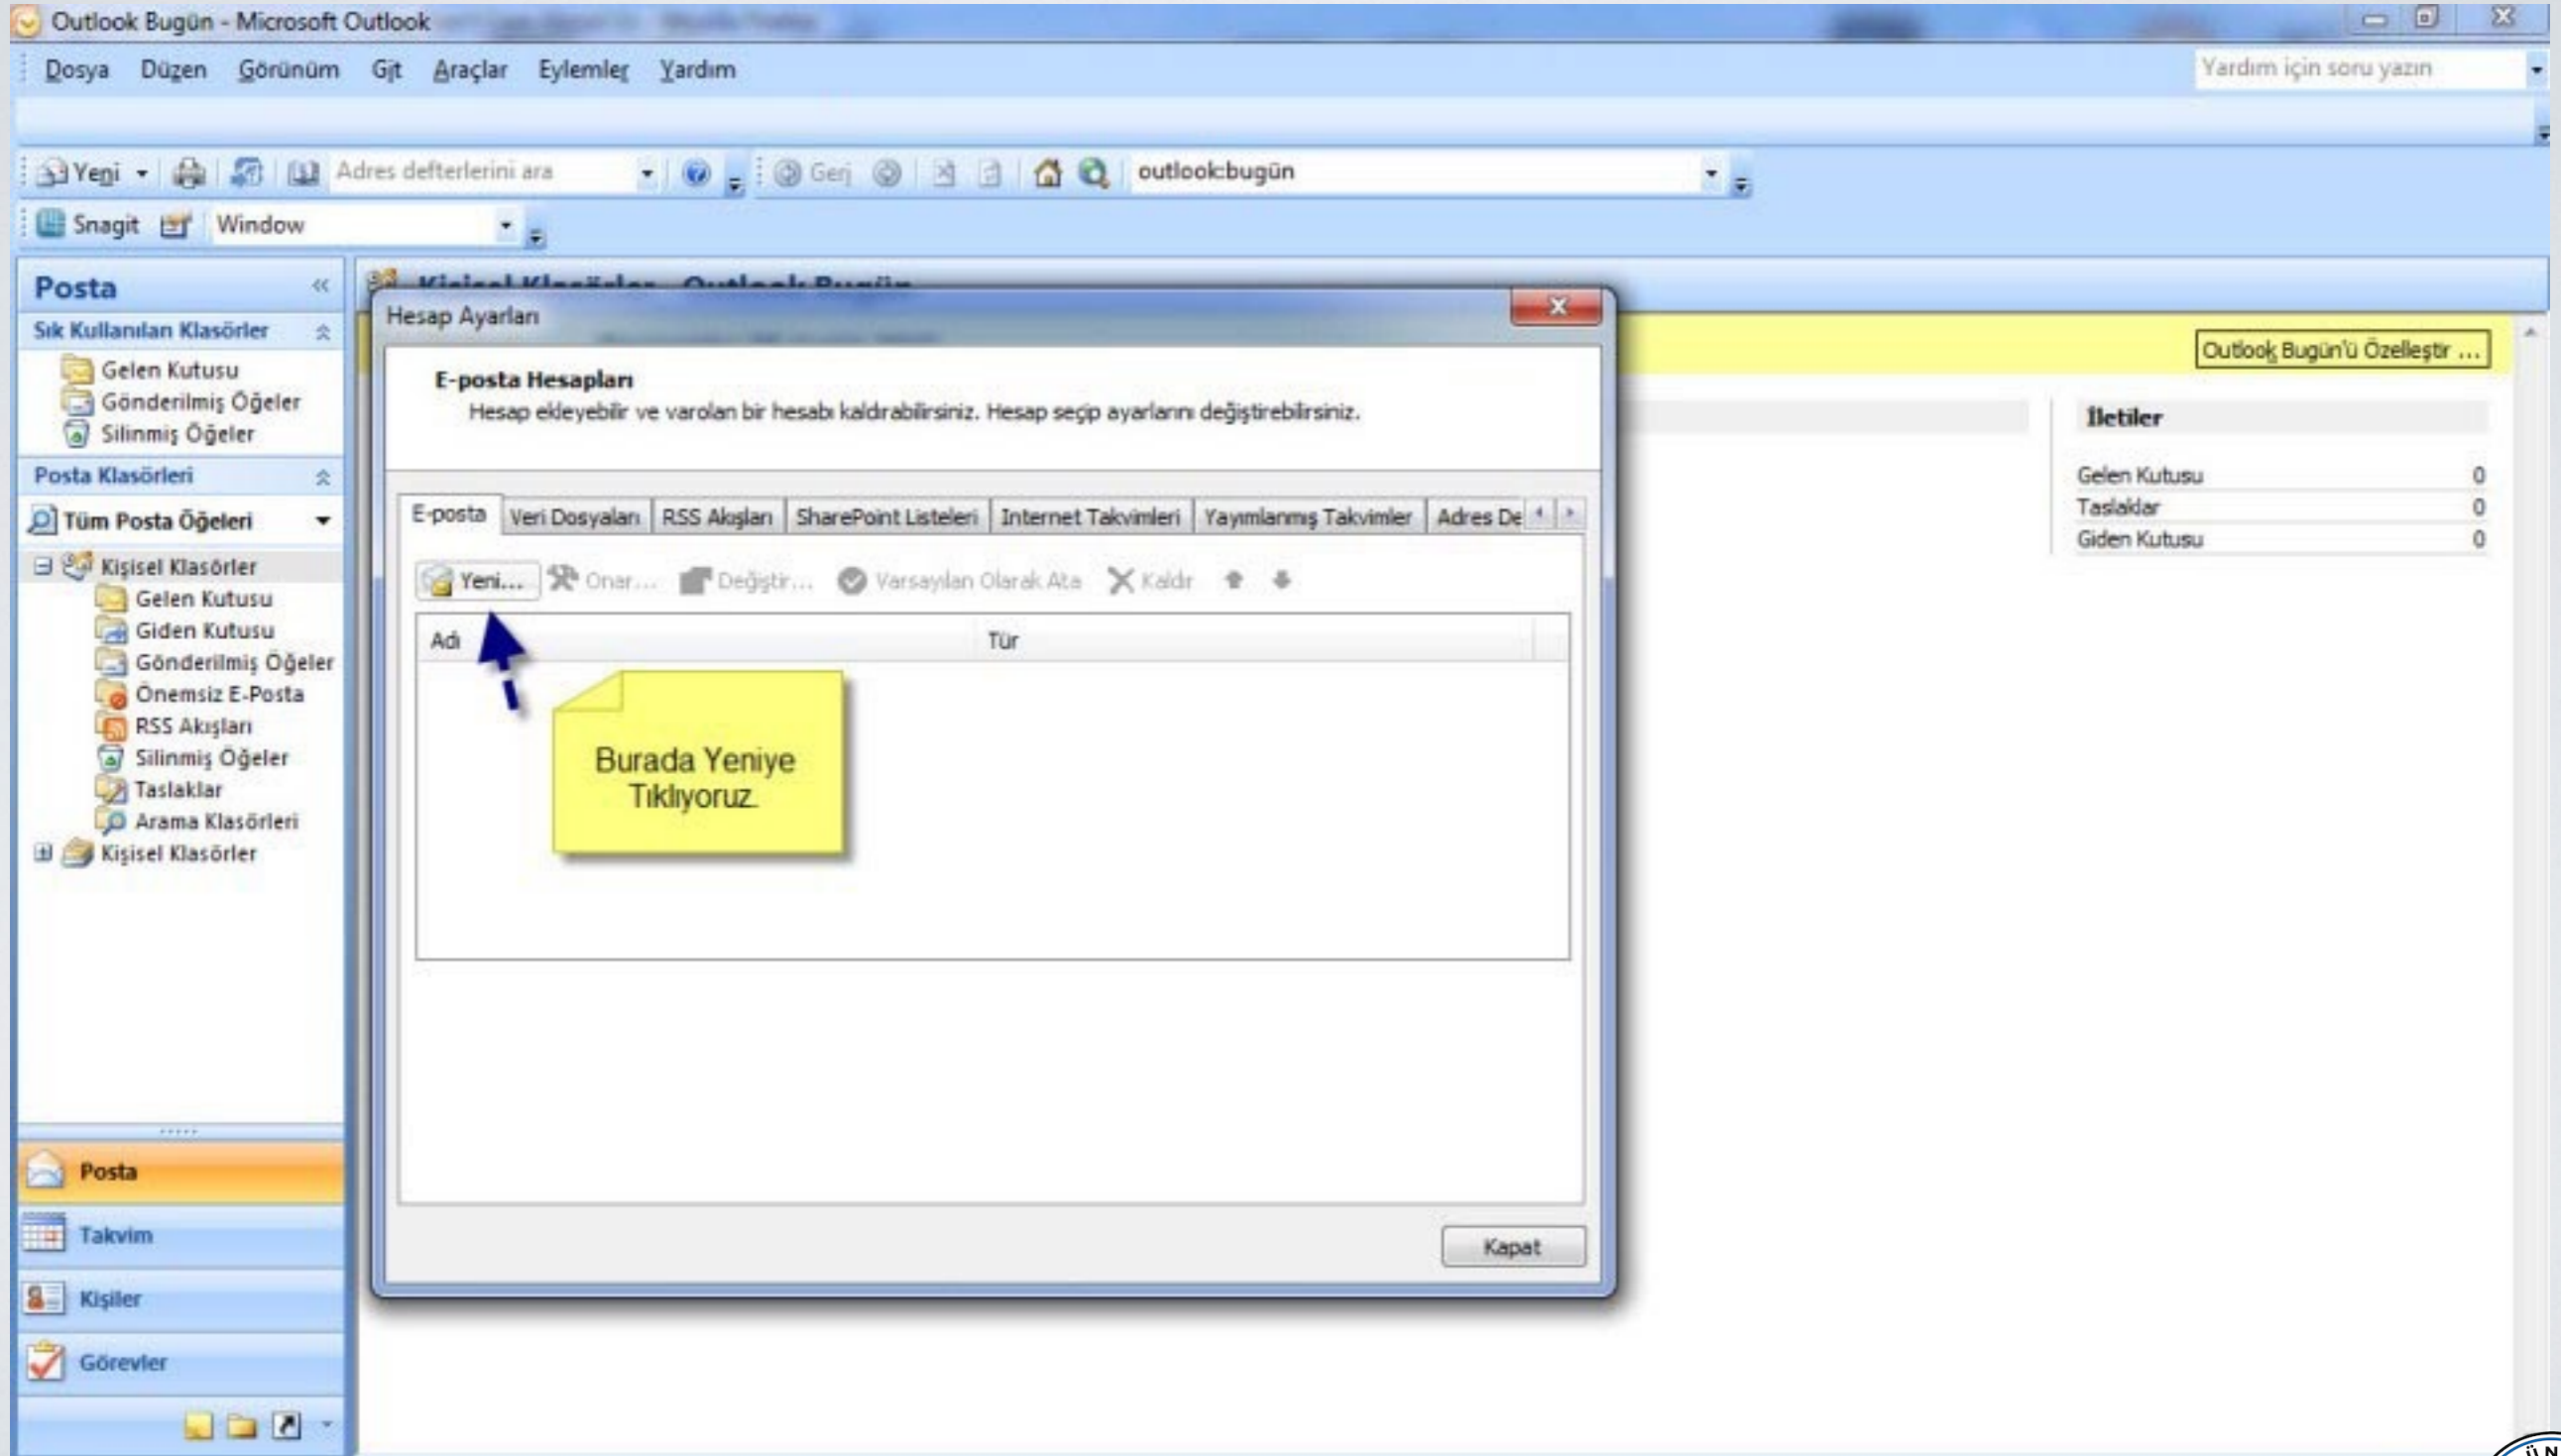 Outlook Bugün - Microsoft Outlook
Dosya Düzen Görünüm Git Araçlar Eylemler Yardım
Yardım için soru yazın
Yeni Adres defterlerini ara Geri outlook:bugün
Snagit Window
Posta
Kişisel Klasörler - Outlook Bugün
Sık Kullanılan Klasörler
Gelen Kutusu
Gönderilmiş Öğeler
Silinmiş Öğeler
Posta Klasörleri
Tüm Posta Öğeleri
Kişisel Klasörler
Gelen Kutusu
Giden Kutusu
Gönderilmiş Öğeler
Önemsiz E-Posta
RSS Akışları
Silinmiş Öğeler
Taslaklar
Arama Klasörleri
Kişisel Klasörler
Posta
Takvim
Kişiler
Görevler
Hesap Ayarları
E-posta Hesapları
Hesap ekleyebilir ve varolan bir hesabı kaldırabilirsiniz. Hesap seçip ayarlarını değiştirebilirsiniz.
E-posta Veri Dosyaları RSS Akışları SharePoint Listeleri Internet Takvimleri Yayımlanmış Takvimler Adres De
Yeni... Onar... Değiştir... Varsayılan Olarak Ata Kaldır
Adı Tür
Burada Yeniye
Tıklıyoruz.
Kapat
Outlook Bugün'ü Özelleştir ...
İletiler
Gelen Kutusu 0
Taslaklar 0
Giden Kutusu 0